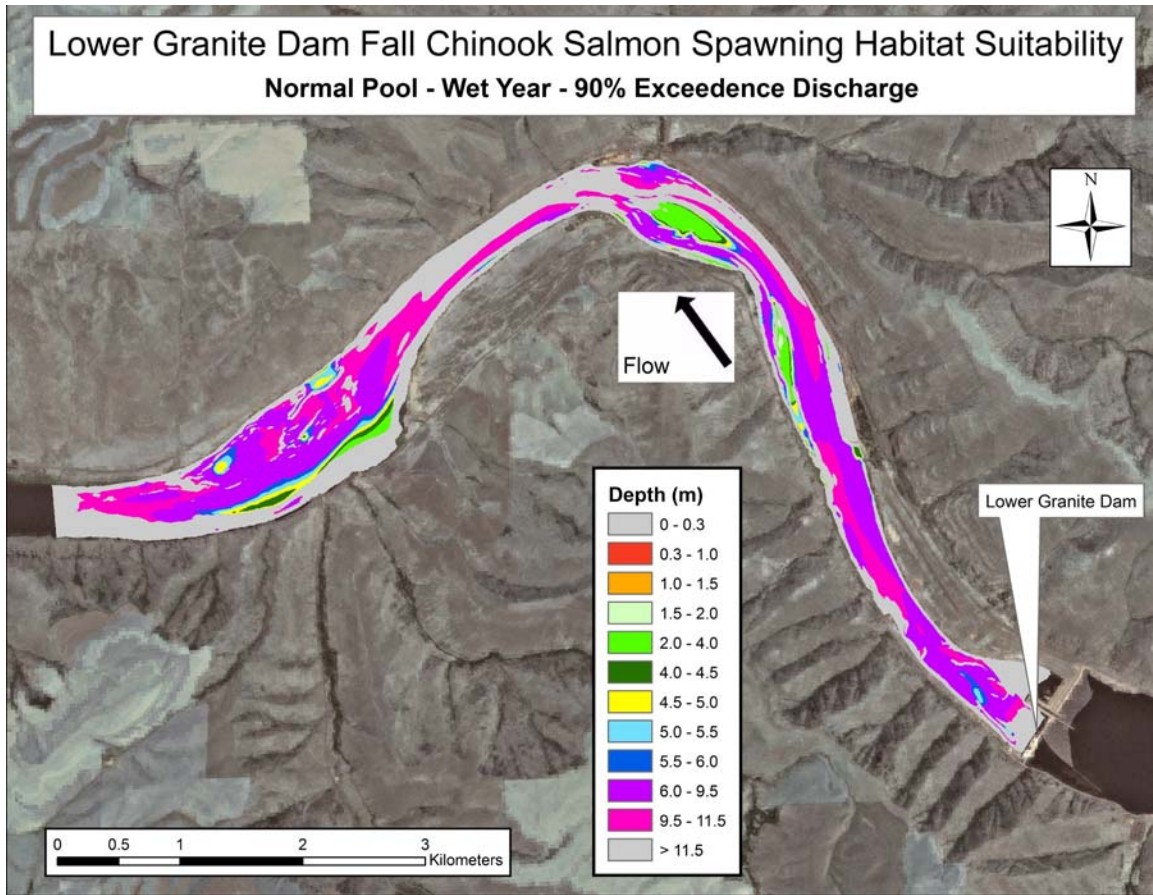 Lower Granite Dam Fall Chinook Salmon Spawning Habitat Suitability
Normal Pool - Wet Year - 90% Exceedence Discharge
N
Flow
Lower Granite Dam
Depth (m)
0 - 0.3
0.3 - 1.0
1.0 - 1.5
1.5 - 2.0
2.0 - 4.0
4.0 - 4.5
4.5 - 5.0
5.0 - 5.5
5.5 - 6.0
6.0 - 9.5
9.5 - 11.5
> 11.5
0 0.5 1 2 3
Kilometers